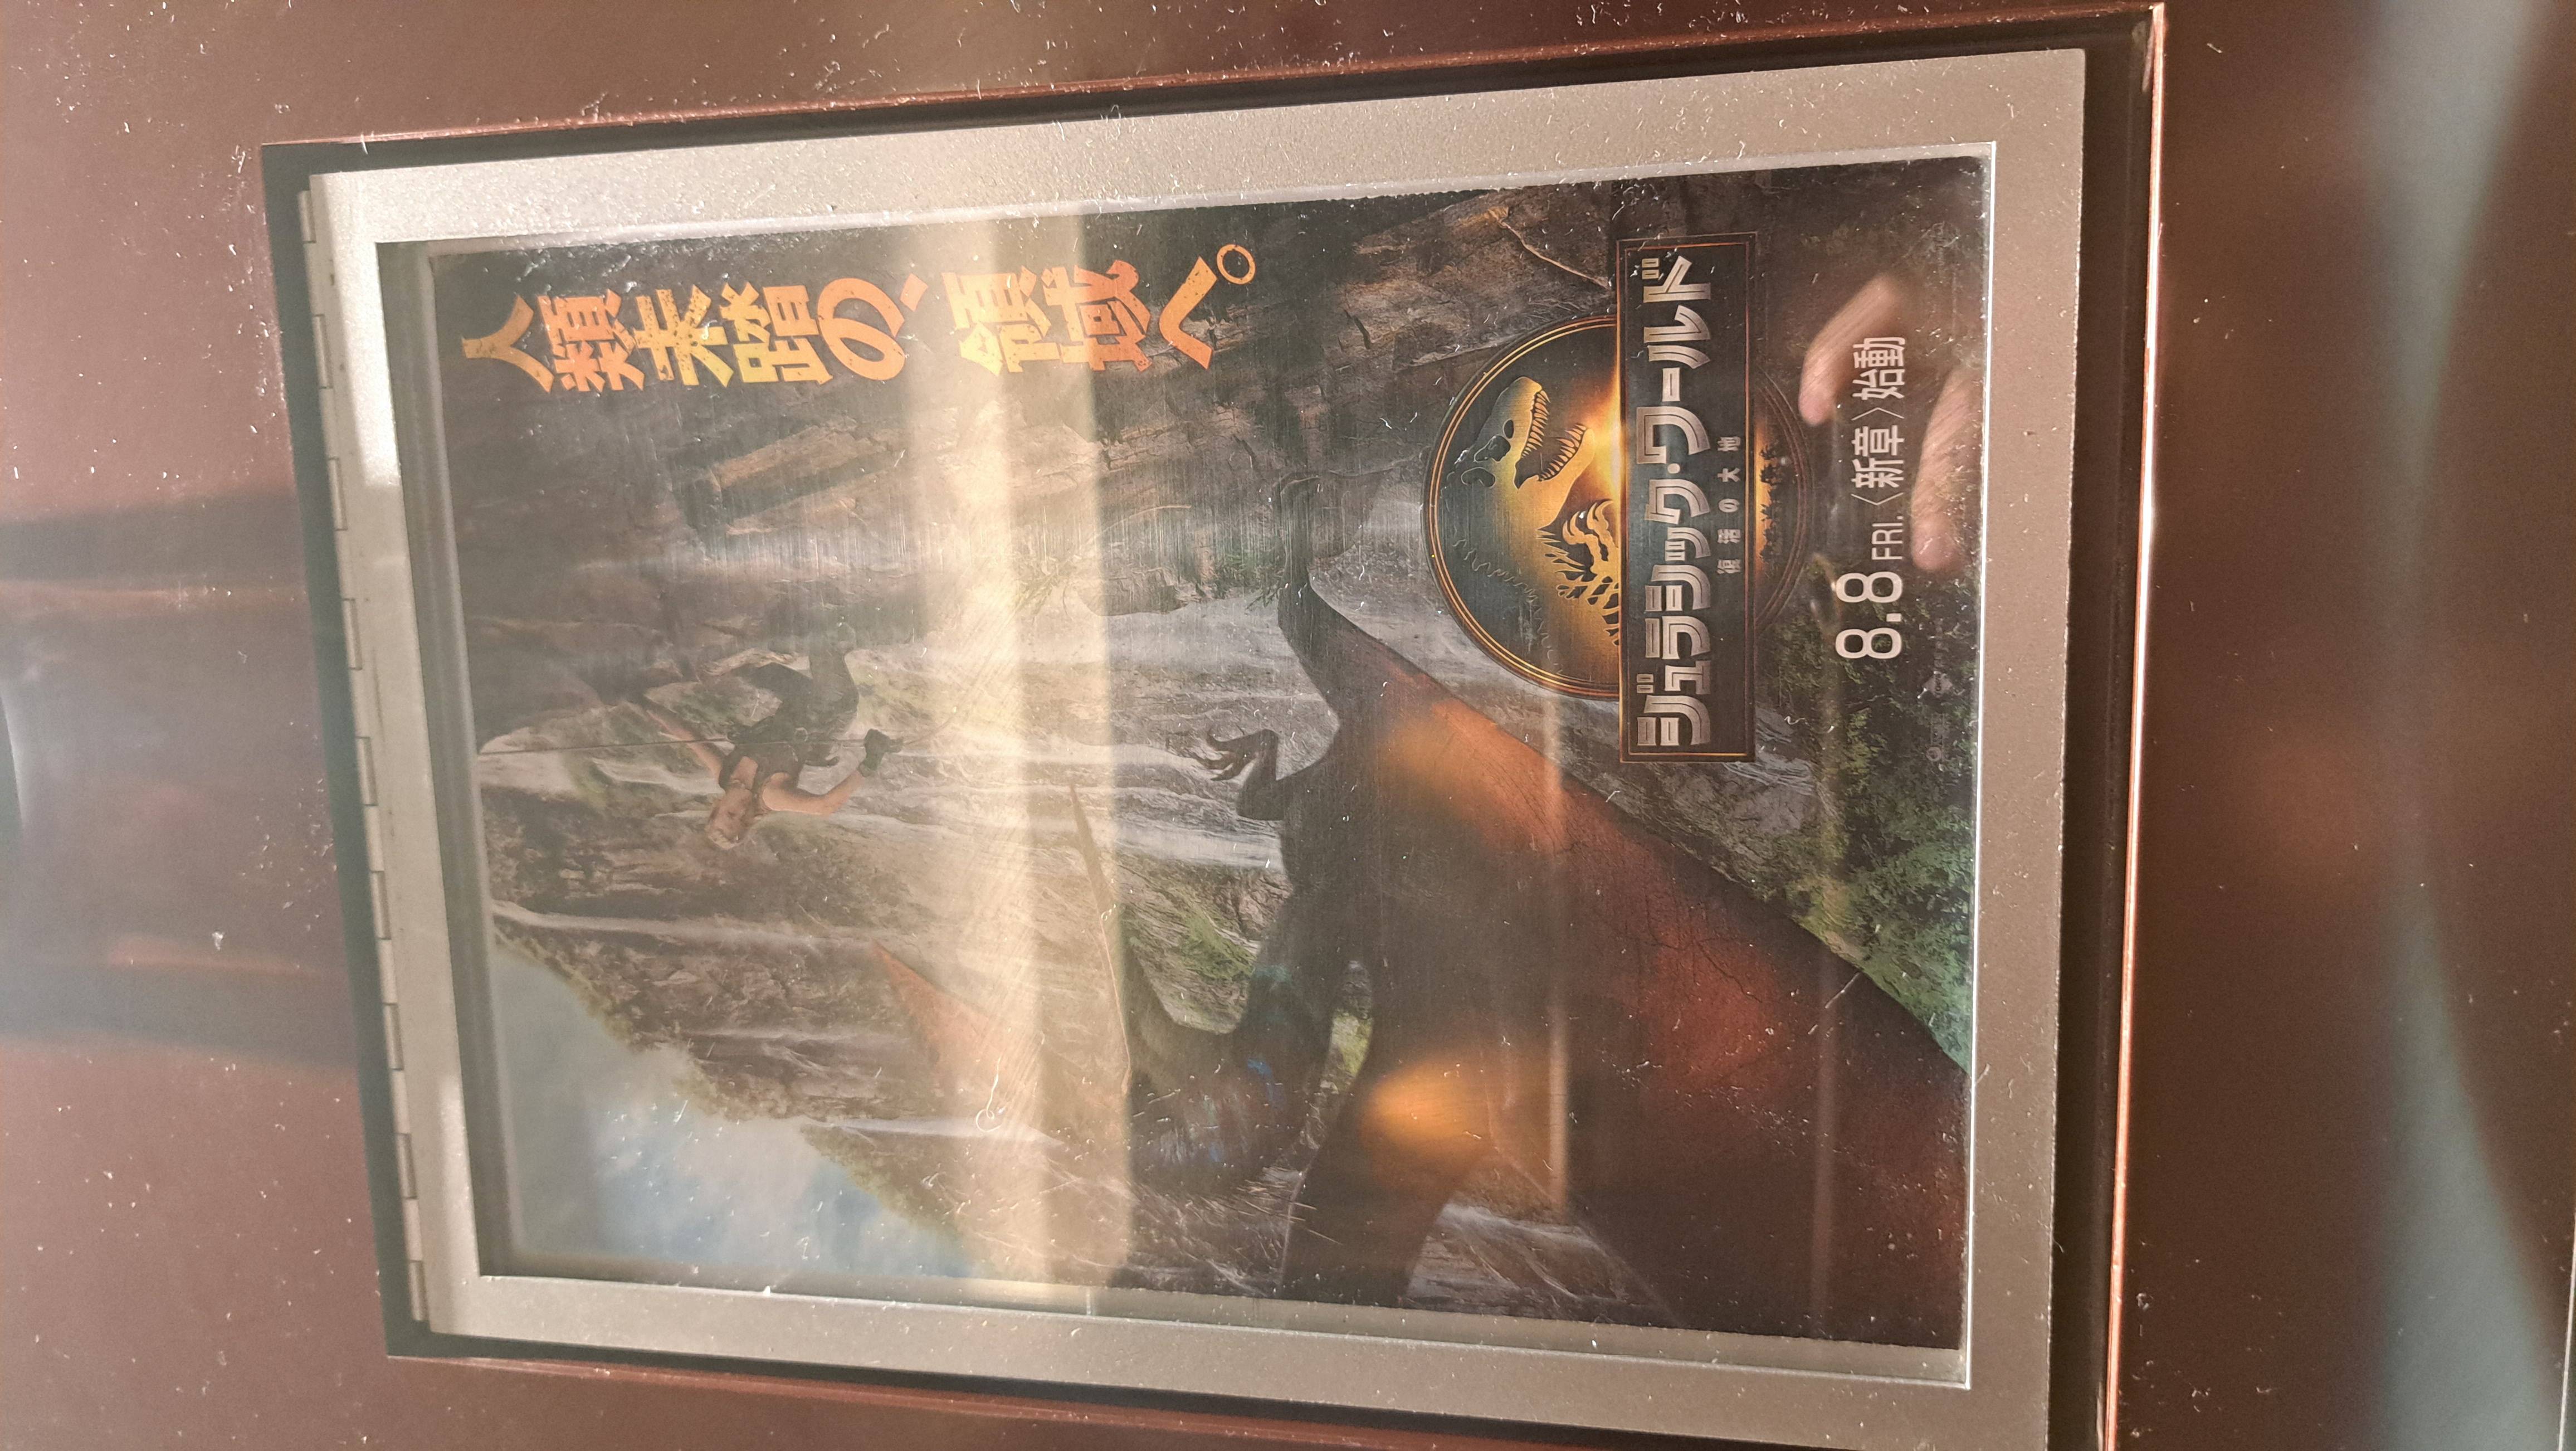 人類未踏の、領域へ。
ジュラシック・ワールド
復活の大地
8.8 FRI.〈新章〉始動